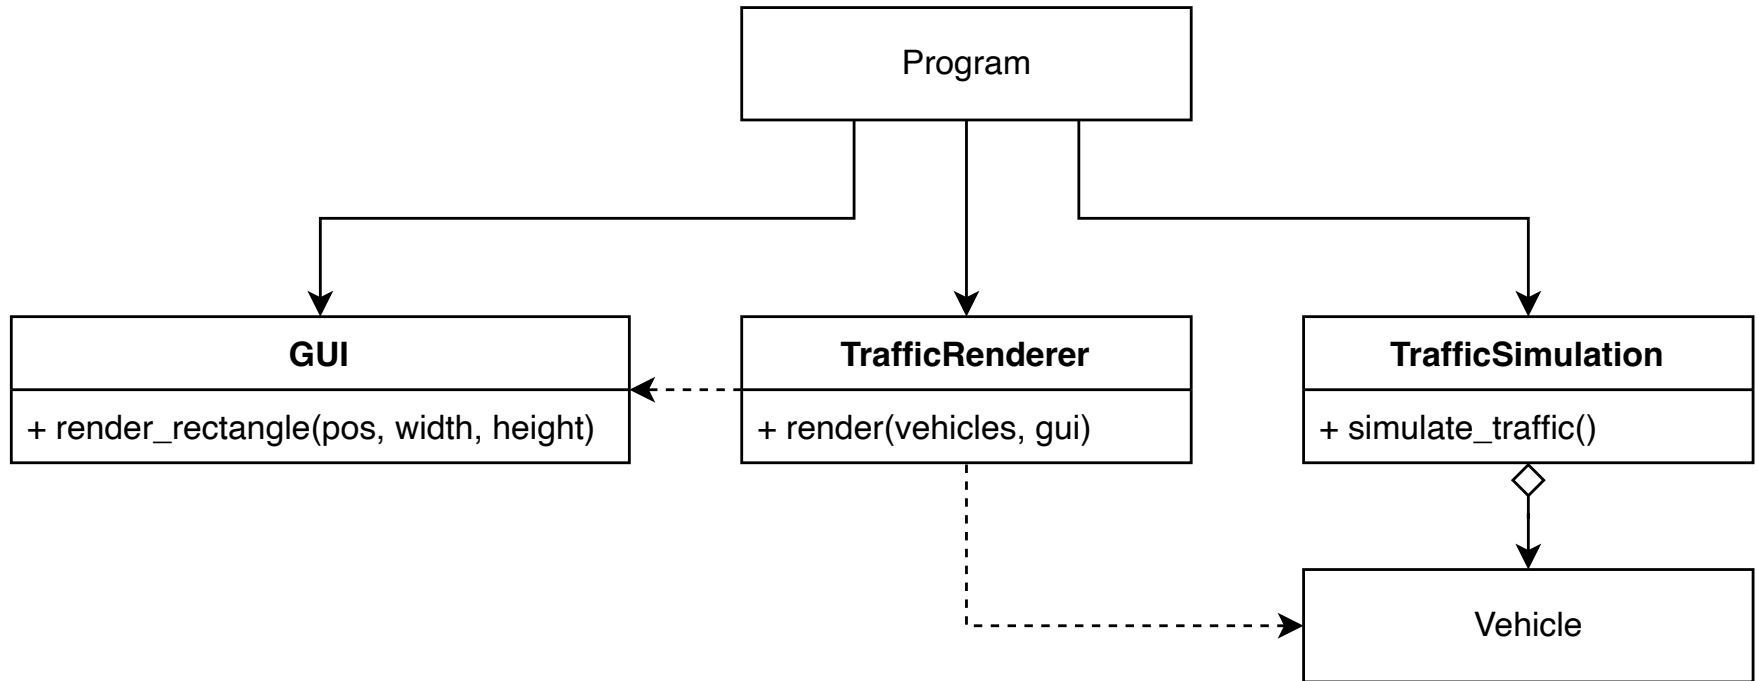 Program
GUI
+ render_rectangle(pos, width, height)
TrafficRenderer
+ render(vehicles, gui)
TrafficSimulation
+ simulate_traffic()
Vehicle